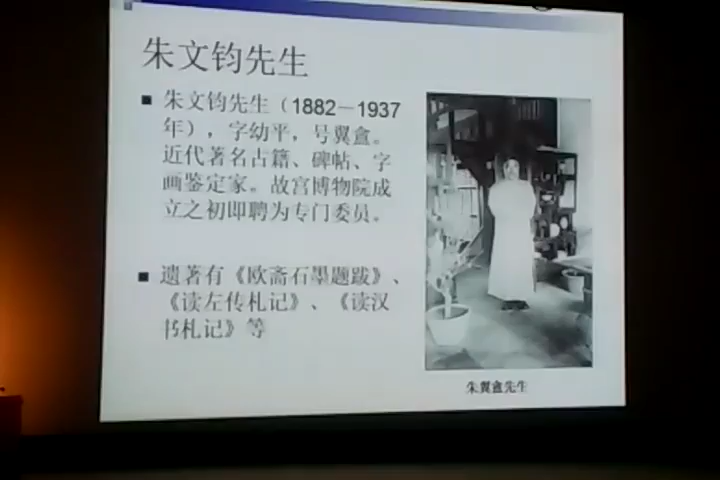 朱文钧先生
朱文钧先生（1882－1937
年），字幼平，号翼盦。
近代著名古籍、碑帖、字
画鉴定家。故宫博物院成
立之初即聘为专门委员。
遗著有《欧斋石墨题跋》、
《读左传札记》、《读汉
书札记》等
朱翼盦先生